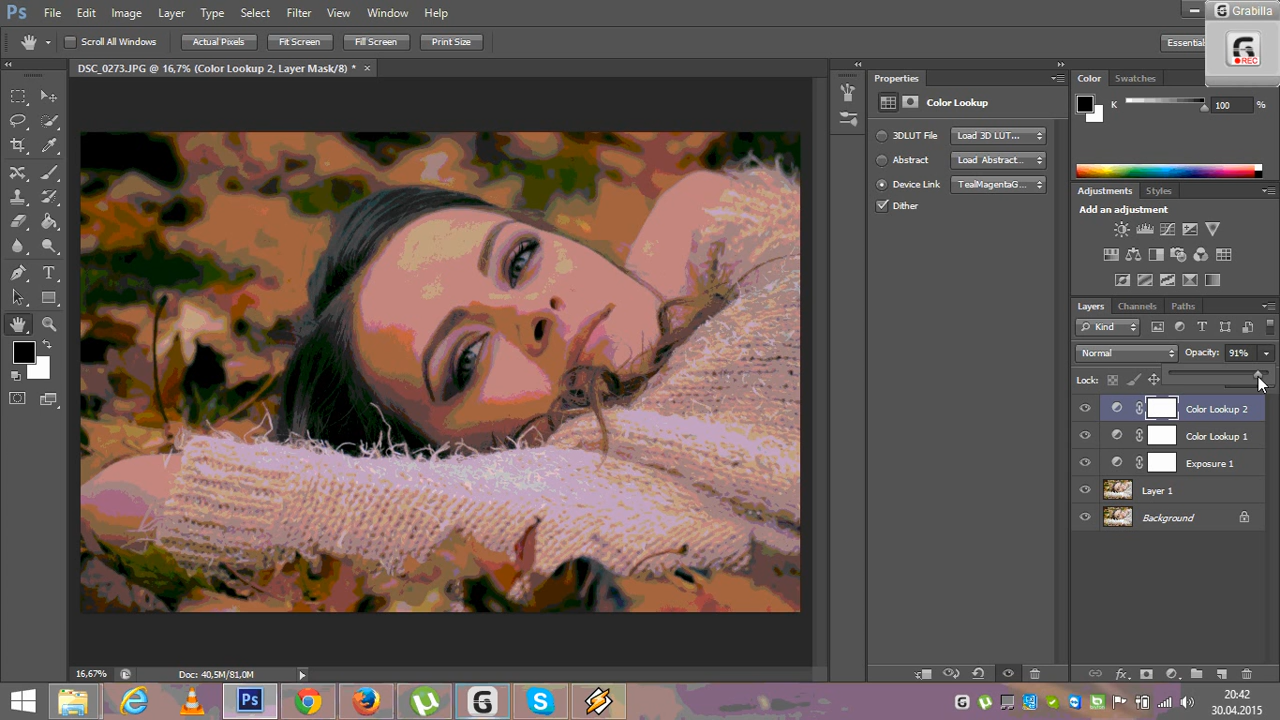 Ps File Edit Image Layer Type Select Filter View Window Help
Grabilla
REC
Scroll All Windows Actual Pixels Fit Screen Fill Screen Print Size
Essential
DSC_0273.JPG @ 16,7% (Color Lookup 2, Layer Mask/8) * ×
Properties
Color Lookup
3DLUT File Load 3D LUT...
Abstract Load Abstract...
Device Link TealMagentaG...
Dither
Color Swatches
K 100 %
Adjustments Styles
Add an adjustment
Layers Channels Paths
Kind
Normal Opacity: 91%
Lock:
Color Lookup 2
Color Lookup 1
Exposure 1
Layer 1
Background
16,67% Doc: 40,5M/81,0M
Ps
20:42
30.04.2015